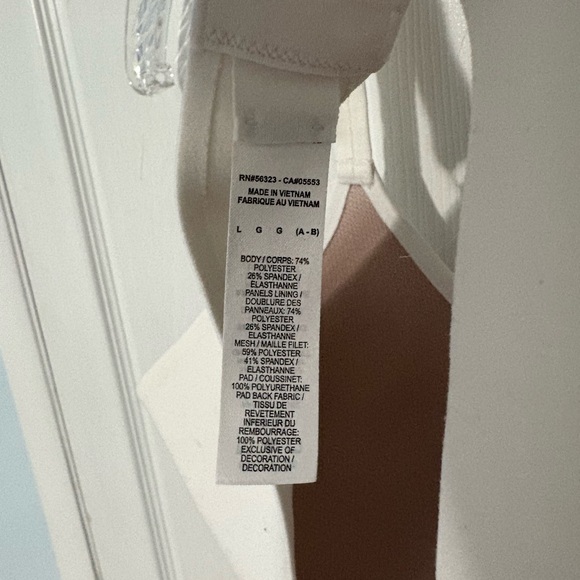 RN#56323 - CA#05553
MADE IN VIETNAM
FABRIQUE AU VIETNAM
L G G (A - B)
BODY / CORPS: 74%
POLYESTER
26% SPANDEX /
ELASTHANNE
PANELS LINING /
DOUBLURE DES
PANNEAUX: 74%
POLYESTER
26% SPANDEX /
ELASTHANNE
MESH / MAILLE FILET:
59% POLYESTER
41% SPANDEX /
ELASTHANNE
PAD / COUSSINET:
100% POLYURETHANE
PAD BACK FABRIC /
TISSU DE
REVETEMENT
INFERIEUR DU
REMBOURRAGE:
100% POLYESTER
EXCLUSIVE OF
DECORATION /
DECORATION